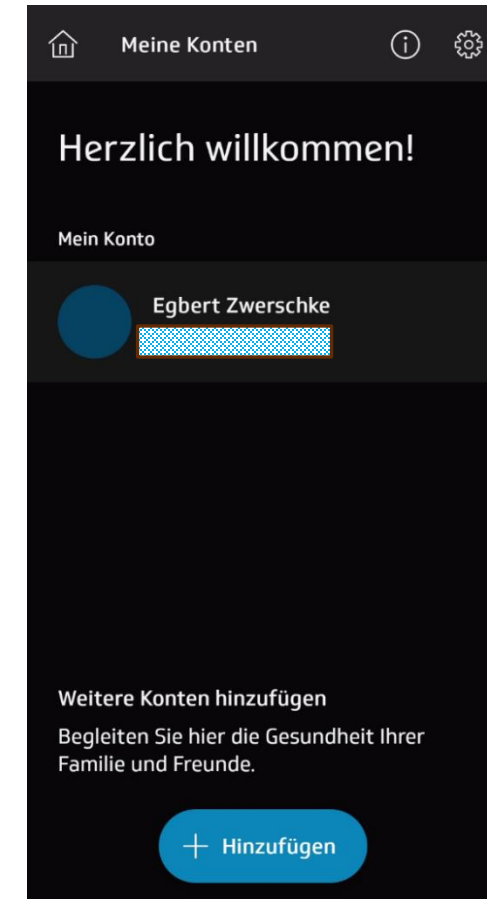 Meine Konten
Herzlich willkommen!
Mein Konto
Egbert Zwerschke
Weitere Konten hinzufügen
Begleiten Sie hier die Gesundheit Ihrer
Familie und Freunde.
Hinzufügen